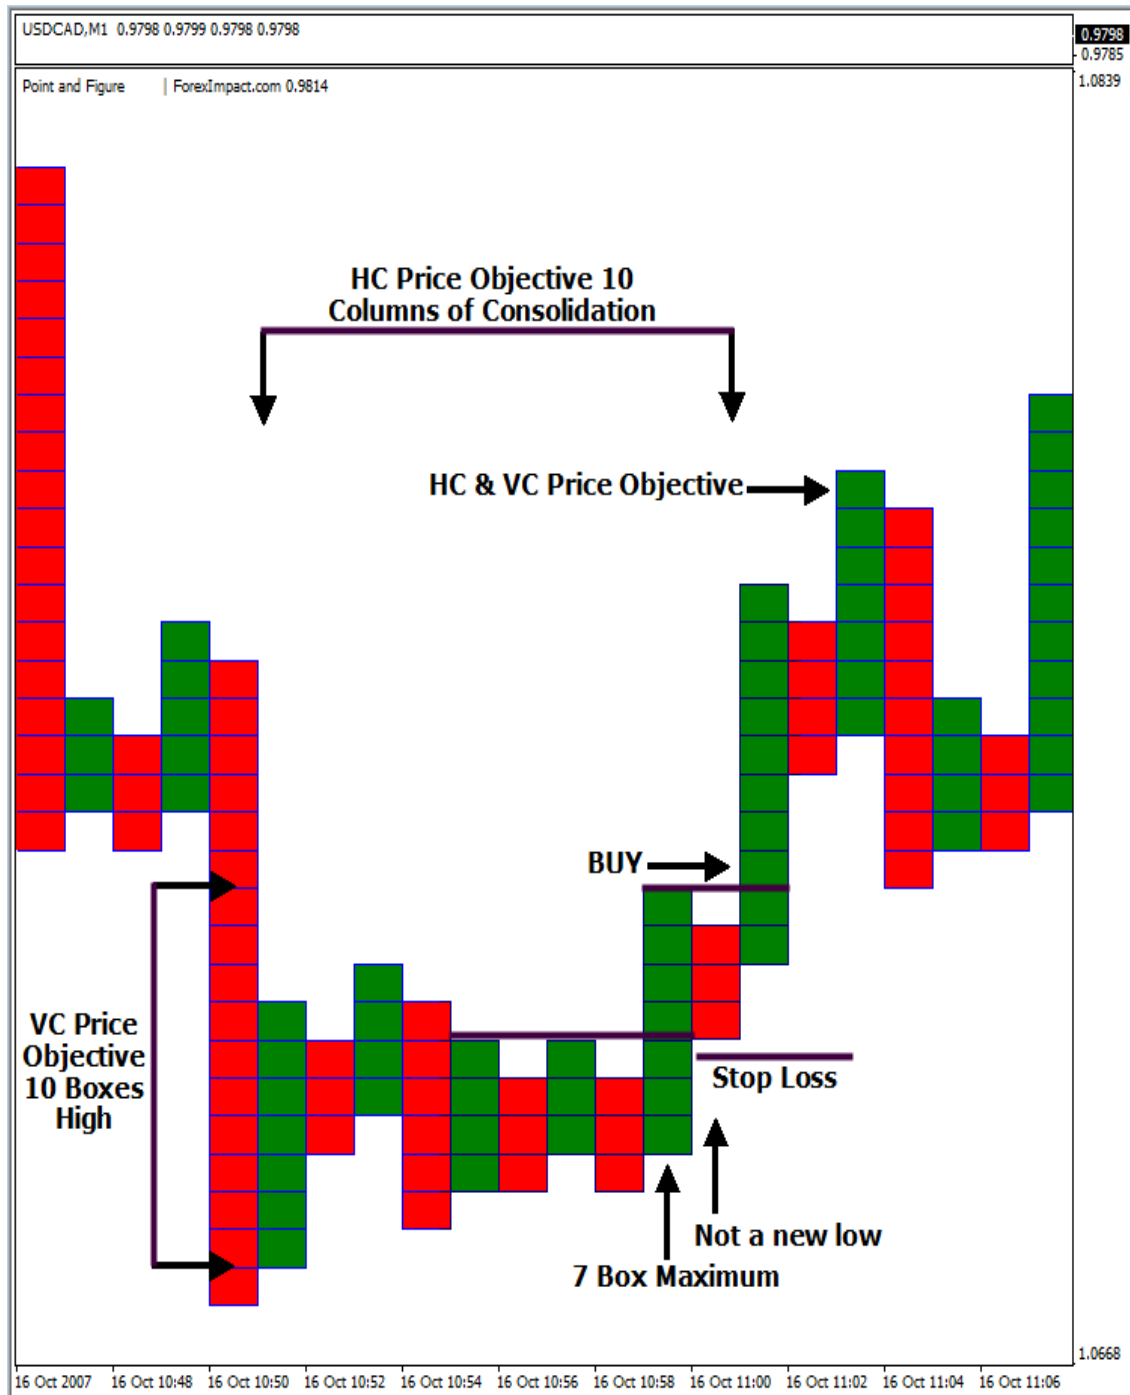 USDCAD,M1 0.9798 0.9799 0.9798 0.9798
0.9798
0.9785
Point and Figure | ForexImpact.com 0.9814
1.0839
HC Price Objective 10
Columns of Consolidation
HC & VC Price Objective
BUY
VC Price
Objective
10 Boxes
High
Stop Loss
Not a new low
7 Box Maximum
1.0668
16 Oct 2007 16 Oct 10:48 16 Oct 10:50 16 Oct 10:52 16 Oct 10:54 16 Oct 10:56 16 Oct 10:58 16 Oct 11:00 16 Oct 11:02 16 Oct 11:04 16 Oct 11:06